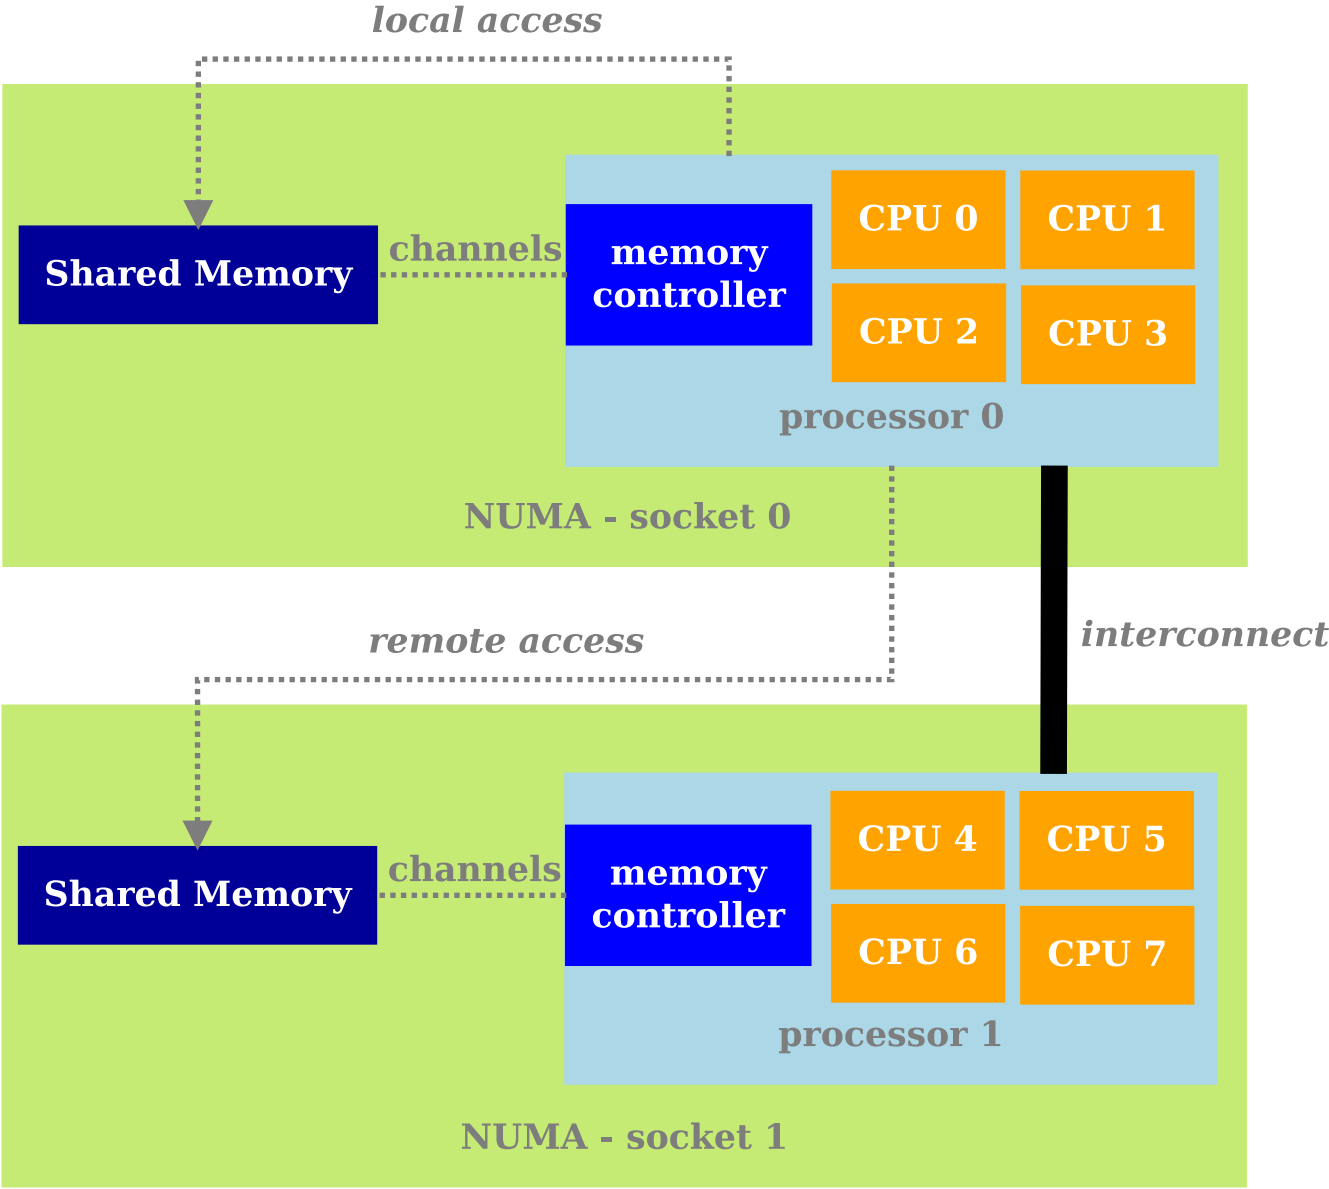 local access
CPU 0
CPU 1
channels
memory
controller
Shared Memory
CPU 2
CPU 3
processor 0
NUMA - socket 0
remote access
interconnect
CPU 4
CPU 5
channels
memory
controller
Shared Memory
CPU 6
CPU 7
processor 1
NUMA - socket 1